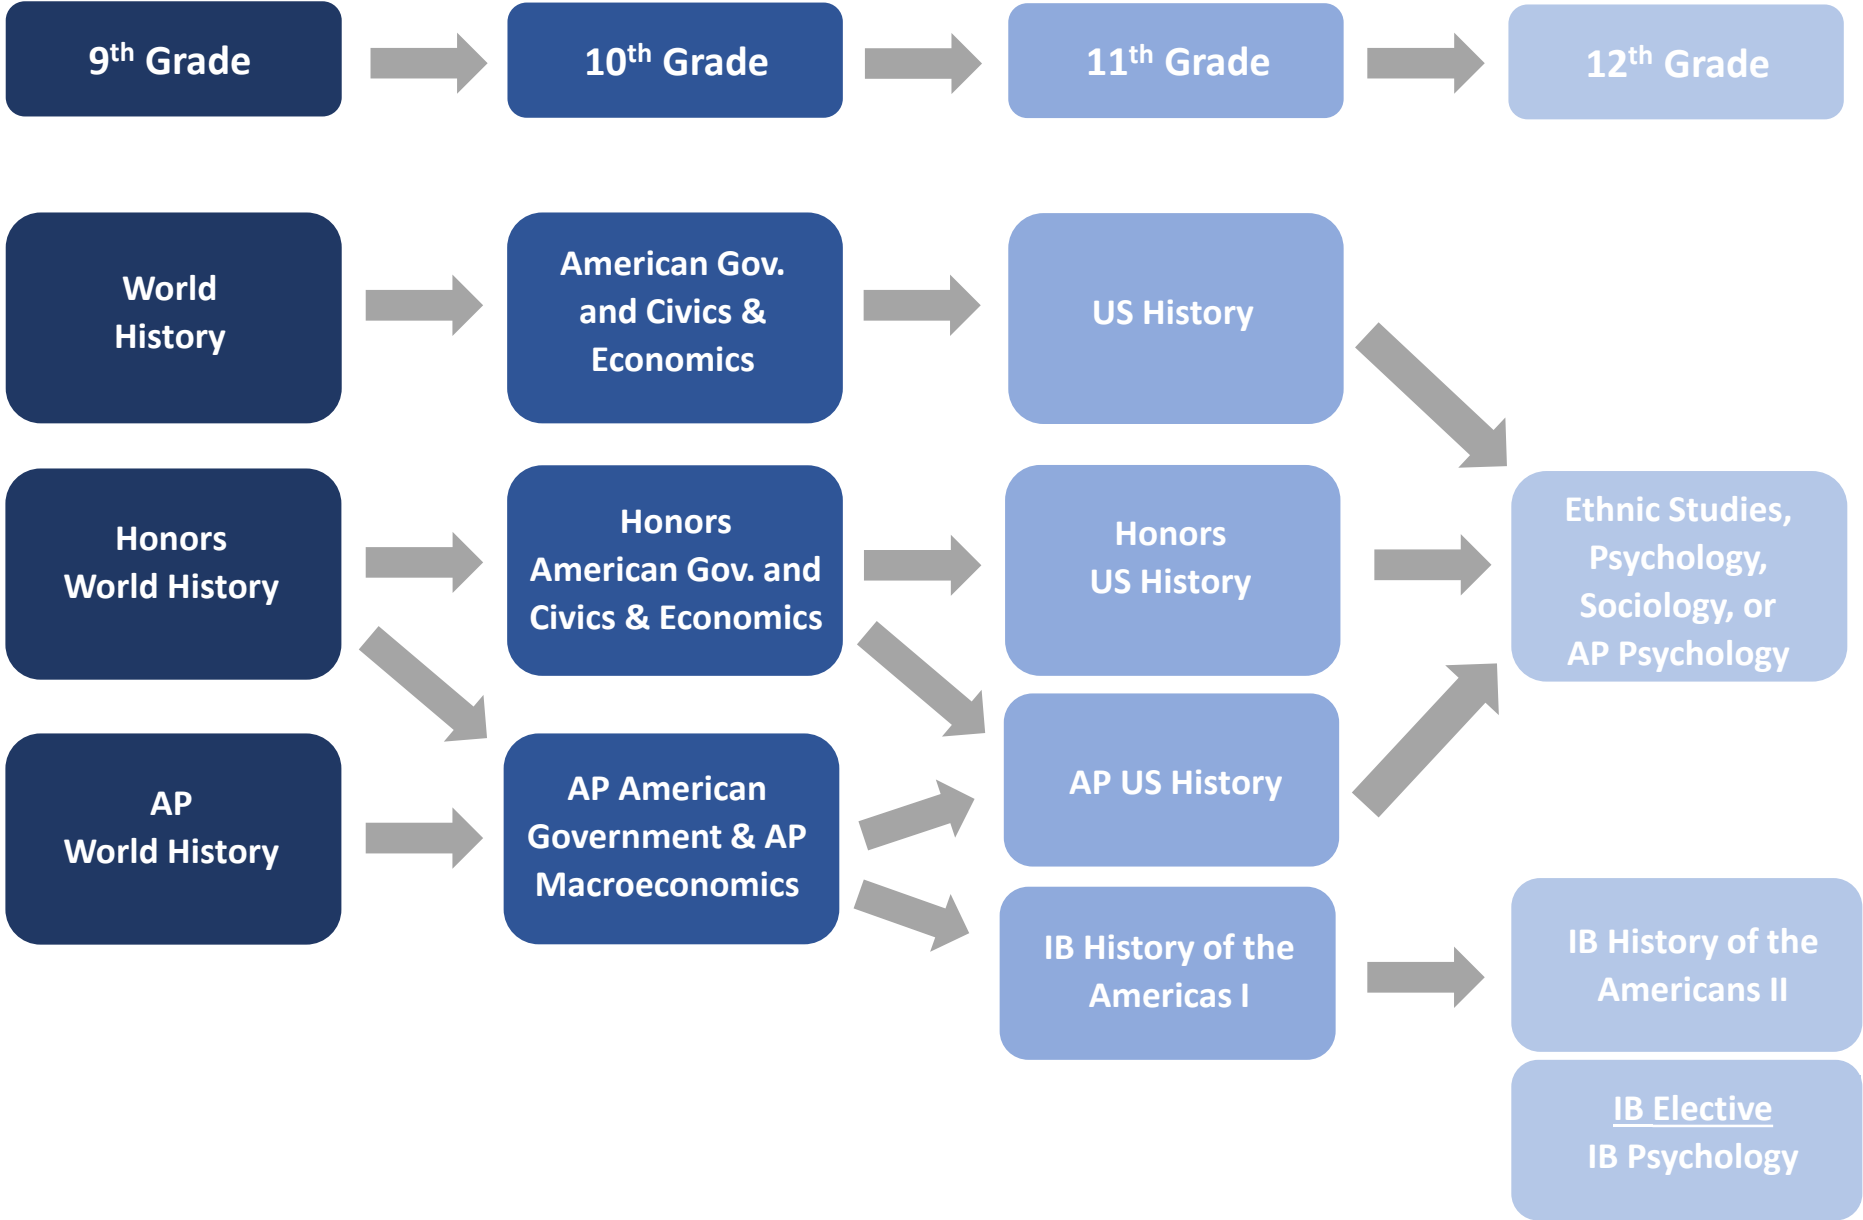 9th Grade
10th Grade
11th Grade
12th Grade
World
History
American Gov.
and Civics &
Economics
US History
Honors
World History
Honors
American Gov. and
Civics & Economics
Honors
US History
Ethnic Studies,
Psychology,
Sociology, or
AP Psychology
AP
World History
AP American
Government & AP
Macroeconomics
AP US History
IB History of the
Americas I
IB History of the
Americans II
IB Elective
IB Psychology